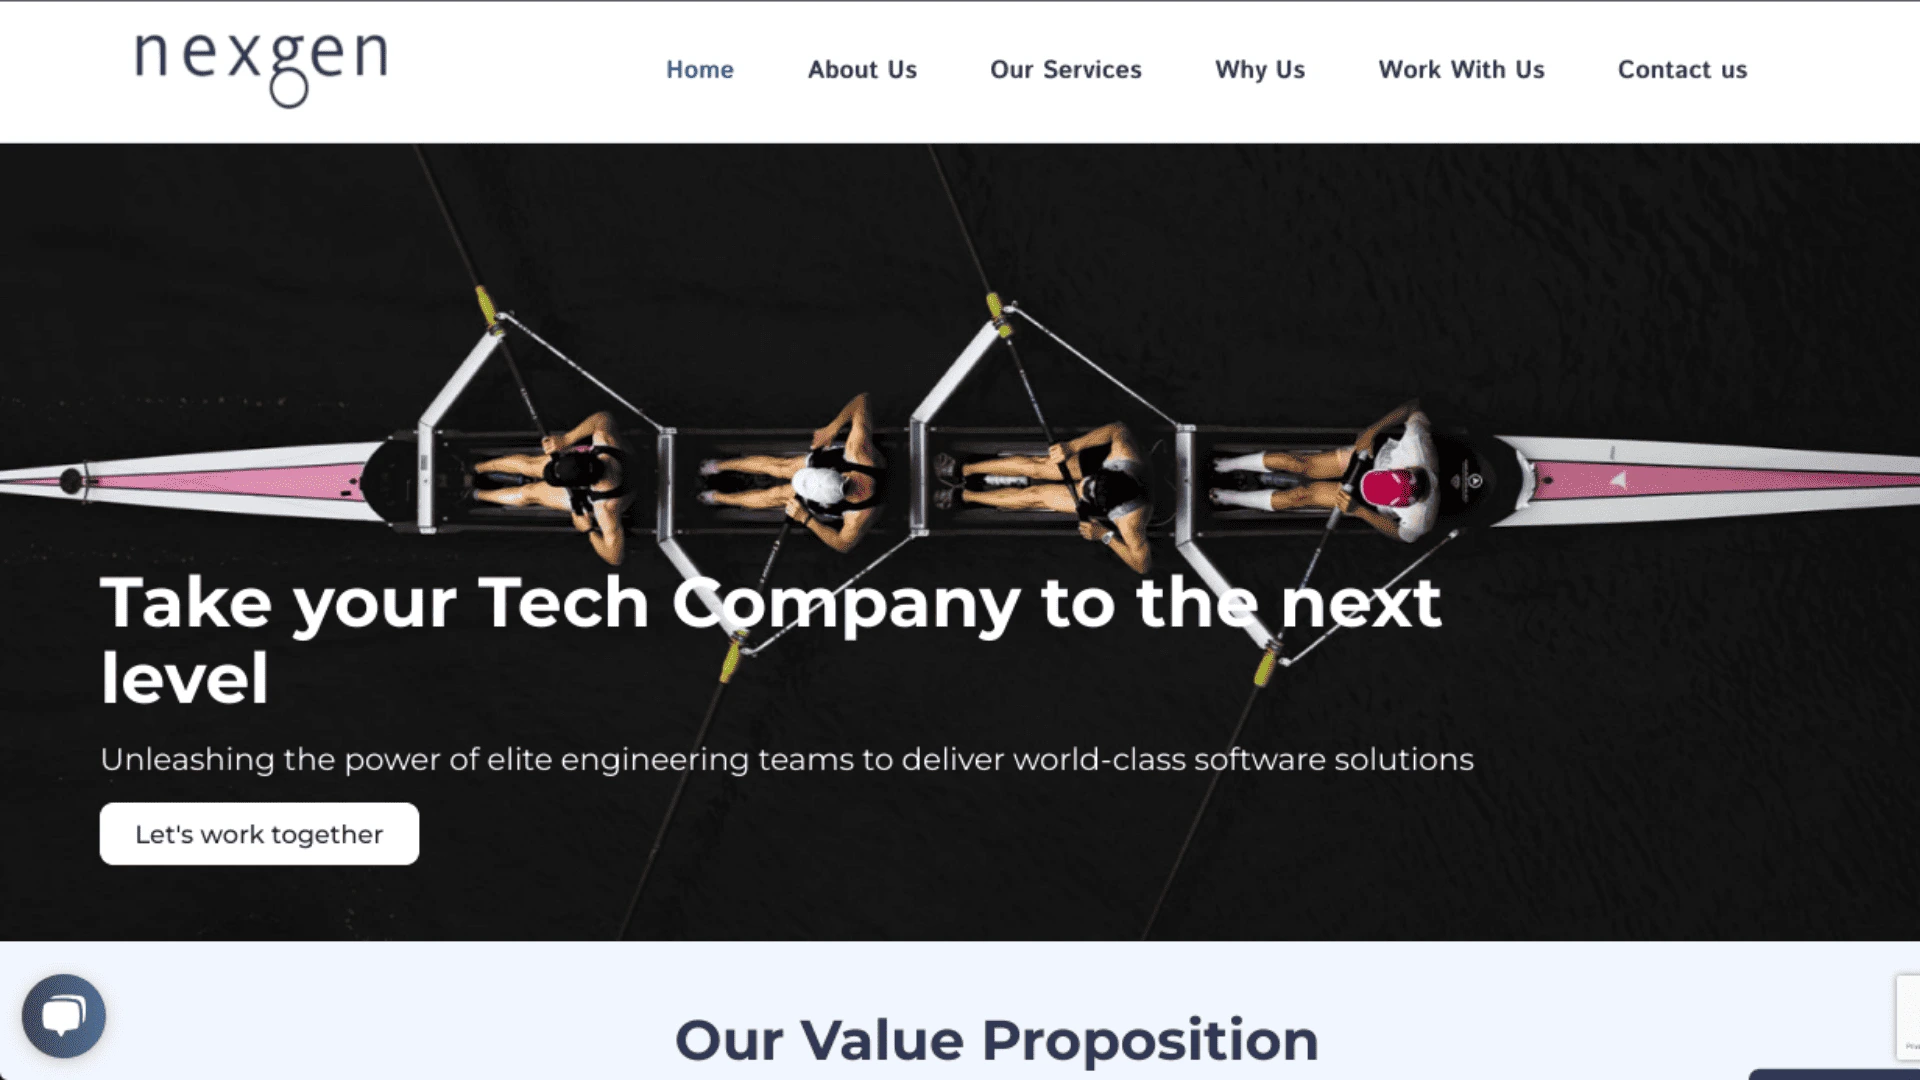 nexgen
Home
About Us
Our Services
Why Us
Work With Us
Contact us
Take your Tech Company to the next
level
Unleashing the power of elite engineering teams to deliver world-class software solutions
Let's work together
Our Value Proposition